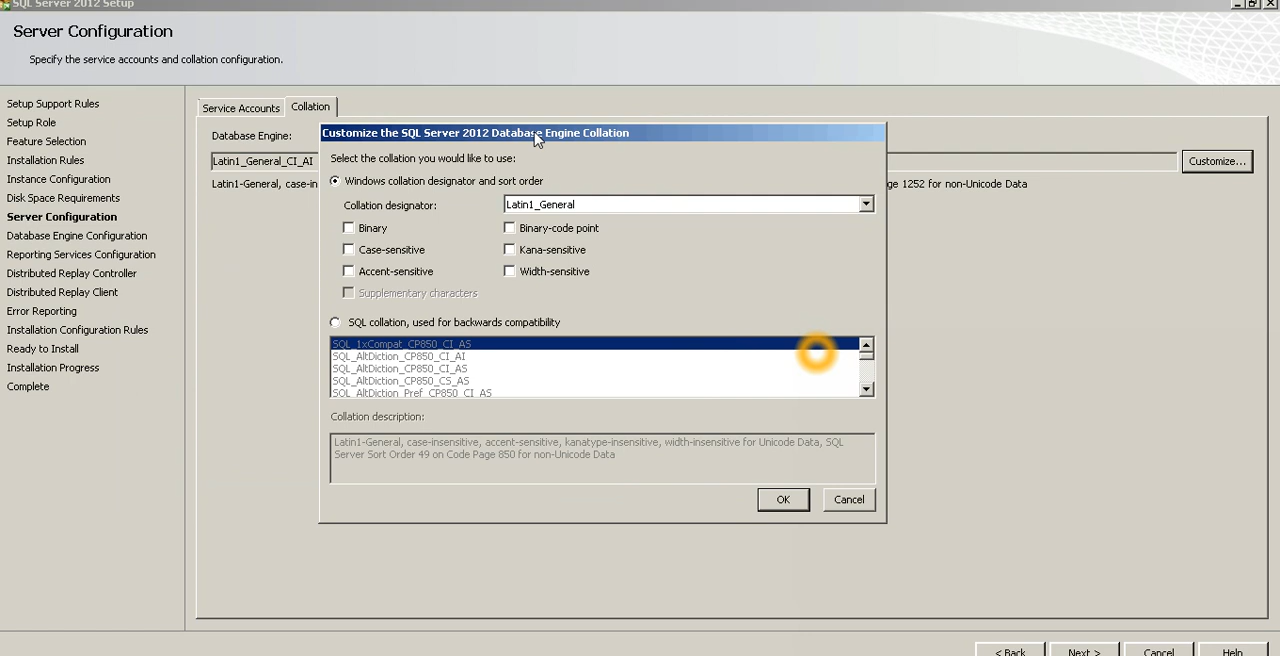 SQL Server 2012 Setup
Server Configuration
Specify the service accounts and collation configuration.
Setup Support Rules
Setup Role
Feature Selection
Installation Rules
Instance Configuration
Disk Space Requirements
Server Configuration
Database Engine Configuration
Reporting Services Configuration
Distributed Replay Controller
Distributed Replay Client
Error Reporting
Installation Configuration Rules
Ready to Install
Installation Progress
Complete
Service Accounts
Collation
Database Engine:
Latin1_General_CI_AI
Customize...
Latin1-General, case-in
ge 1252 for non-Unicode Data
Customize the SQL Server 2012 Database Engine Collation
Select the collation you would like to use:
Windows collation designator and sort order
Collation designator:
Latin1_General
Binary
Binary-code point
Case-sensitive
Kana-sensitive
Accent-sensitive
Width-sensitive
Supplementary characters
SQL collation, used for backwards compatibility
SQL_1xCompat_CP850_CI_AS
SQL_AltDiction_CP850_CI_AI
SQL_AltDiction_CP850_CI_AS
SQL_AltDiction_CP850_CS_AS
SQL_AltDiction_Pref_CP850_CI_AS
Collation description:
Latin1-General, case-insensitive, accent-sensitive, kanatype-insensitive, width-insensitive for Unicode Data, SQL
Server Sort Order 49 on Code Page 850 for non-Unicode Data
OK
Cancel
< Back
Next >
Cancel
Help